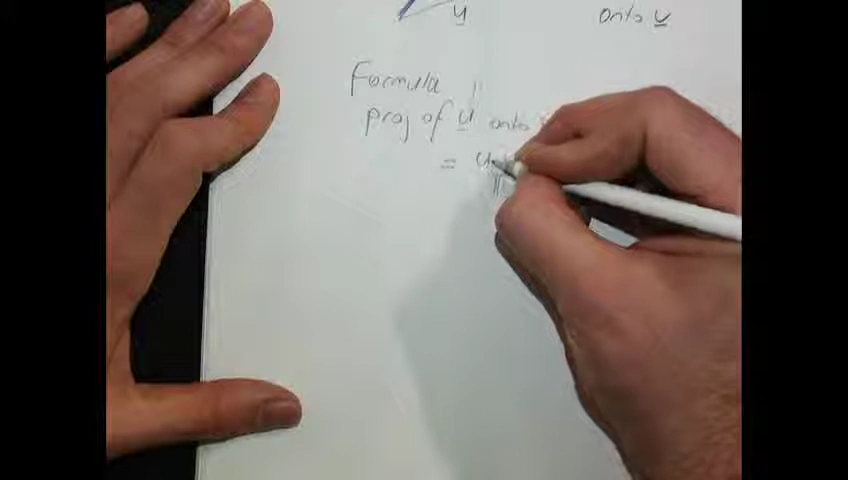 u
onto v
Formula
proj of u onto
= u